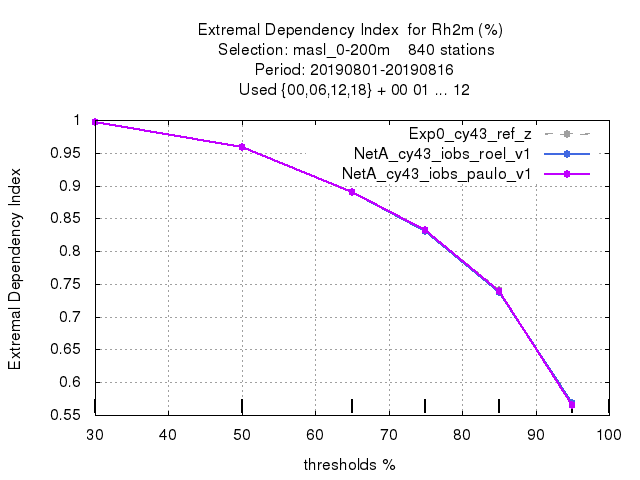 Extremal Dependency Index  for Rh2m (%)
Selection: masl_0-200m    840 stations
Period: 20190801-20190816
Used {00,06,12,18} + 00 01 ... 12
Exp0_cy43_ref_z
NetA_cy43_iobs_roel_v1
NetA_cy43_iobs_paulo_v1
Extremal Dependency Index
1
0.95
0.9
0.85
0.8
0.75
0.7
0.65
0.6
0.55
30 40 50 60 70 80 90 100
thresholds %